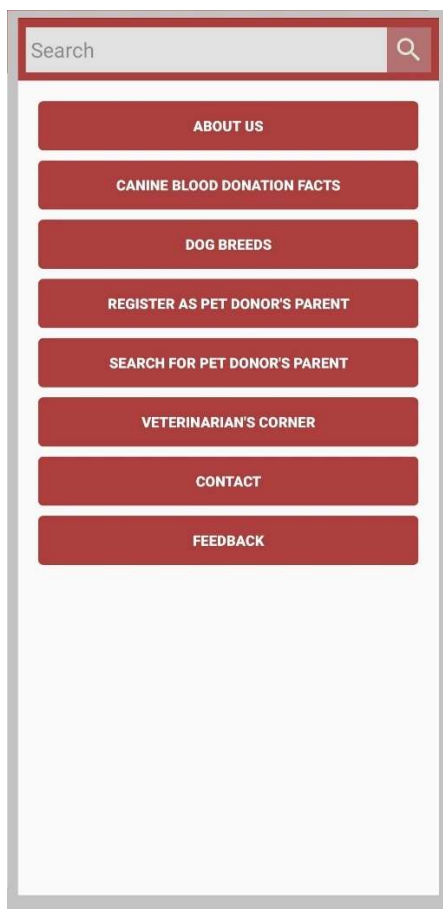 Search
ABOUT US
CANINE BLOOD DONATION FACTS
DOG BREEDS
REGISTER AS PET DONOR'S PARENT
SEARCH FOR PET DONOR'S PARENT
VETERINARIAN'S CORNER
CONTACT
FEEDBACK